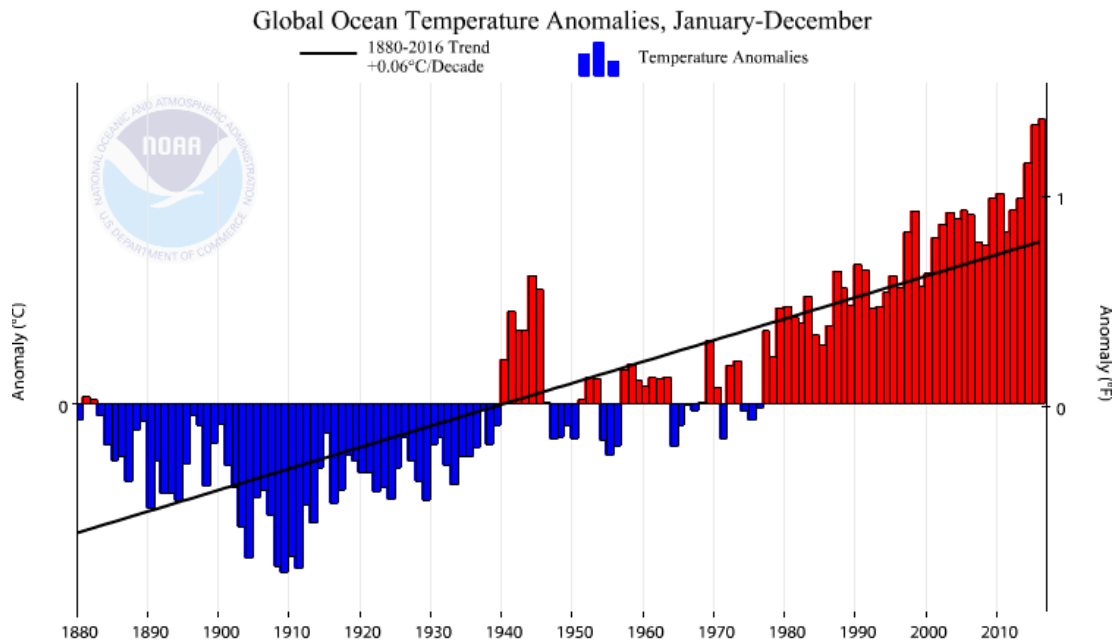 Global Ocean Temperature Anomalies, January-December
1880-2016 Trend
+0.06°C/Decade
Temperature Anomalies
NATIONAL OCEANIC AND ATMOSPHERIC ADMINISTRATION
NOAA
U.S. DEPARTMENT OF COMMERCE
Anomaly (°C)
0
1
0
Anomaly (°F)
1880 1890 1900 1910 1920 1930 1940 1950 1960 1970 1980 1990 2000 2010